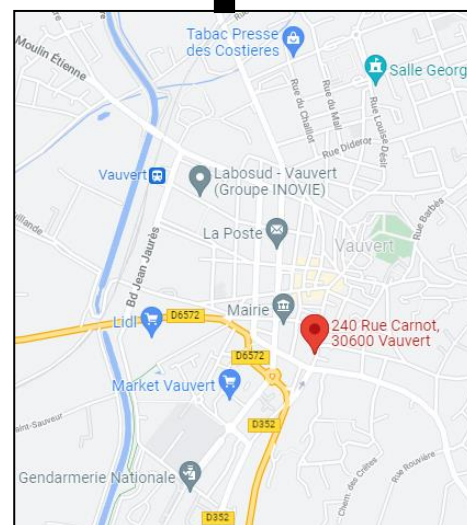 Tabac Presse
des Costieres
Moulin Étienne
Salle Georg
Rue du Chaillot
Rue du Mail
Rue Louise Désir
Rue Diderot
Vauvert
Labosud - Vauvert
(Groupe INOVIE)
Rue Barbès
La Poste
Vauvert
Bd Jean Jaurès
Mairie
Lidl
D6572
240 Rue Carnot,
30600 Vauvert
D6572
Market Vauvert
D352
Saint-Sauveur
Gendarmerie Nationale
Chem. des Crêtes
Rue Rouvière
D352